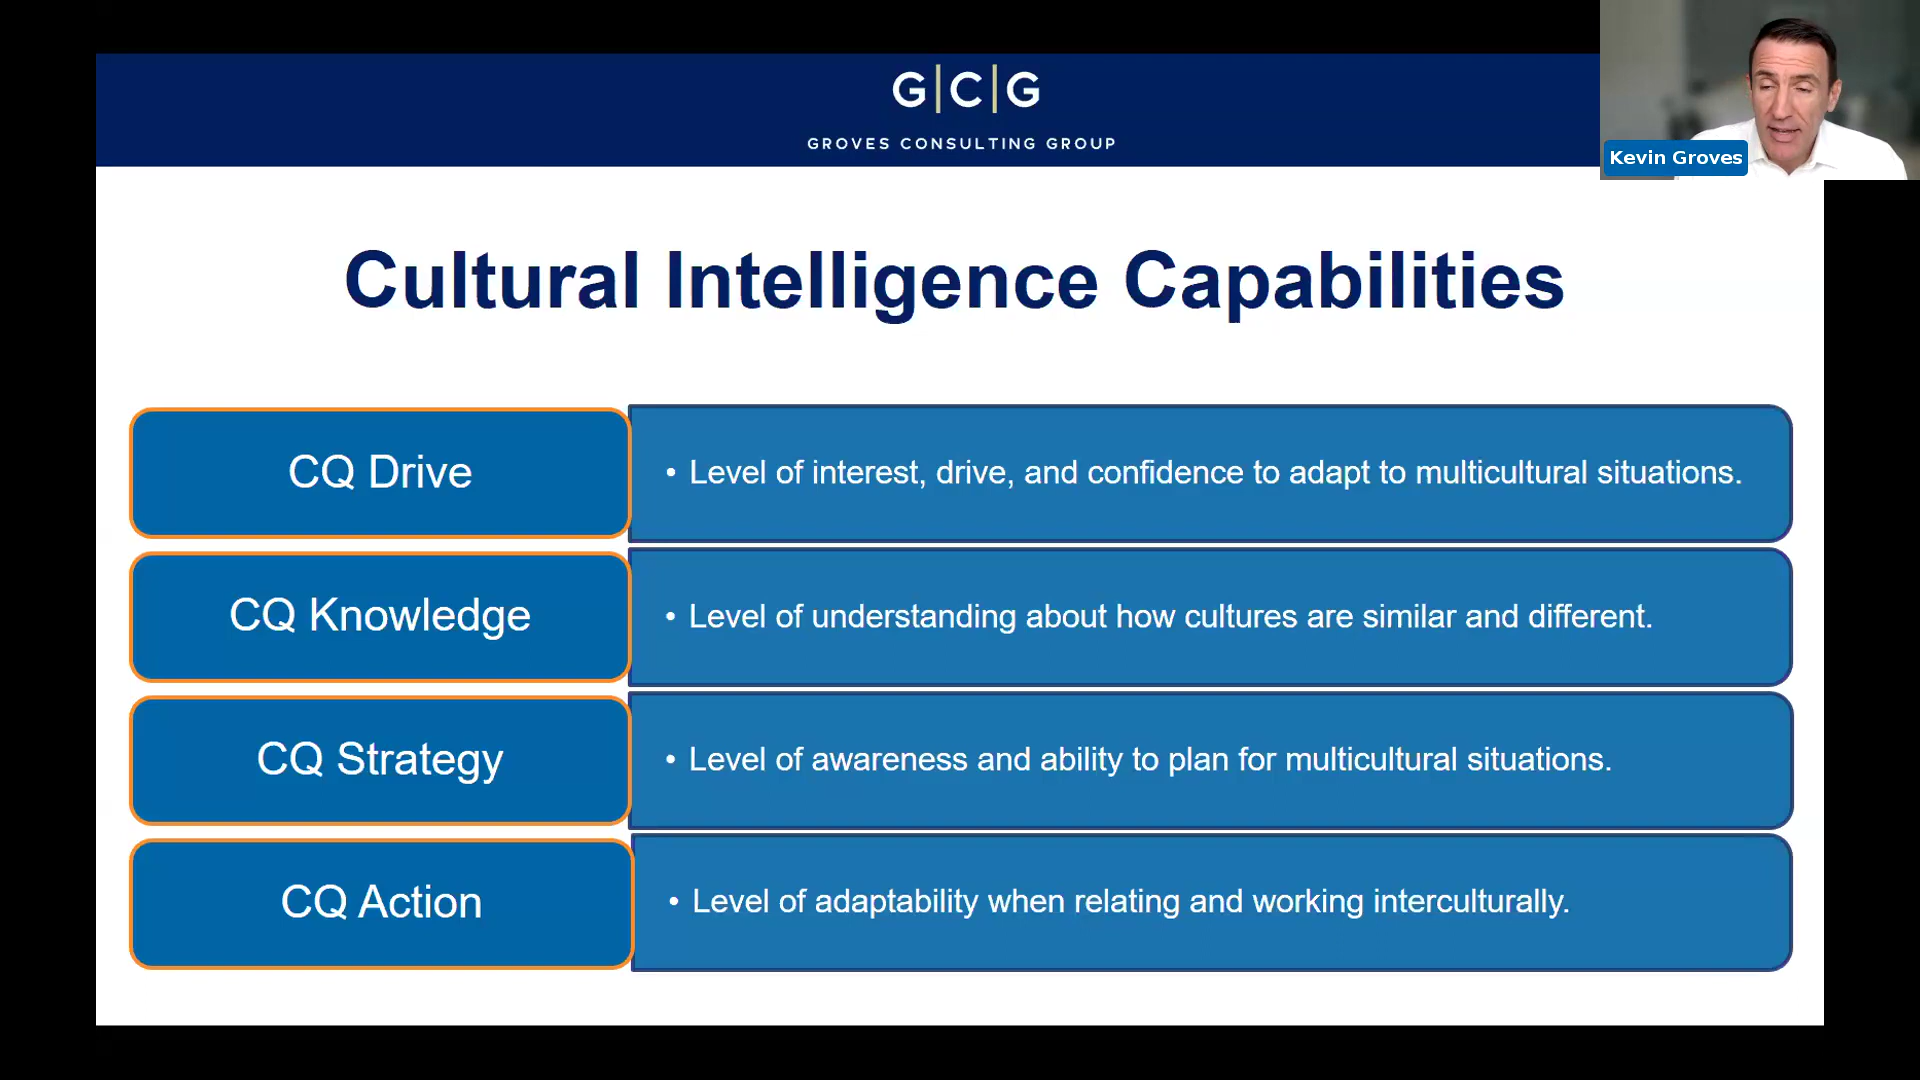 G|C|G
GROVES CONSULTING GROUP
Kevin Groves
Cultural Intelligence Capabilities
CQ Drive
• Level of interest, drive, and confidence to adapt to multicultural situations.
CQ Knowledge
• Level of understanding about how cultures are similar and different.
CQ Strategy
• Level of awareness and ability to plan for multicultural situations.
CQ Action
• Level of adaptability when relating and working interculturally.